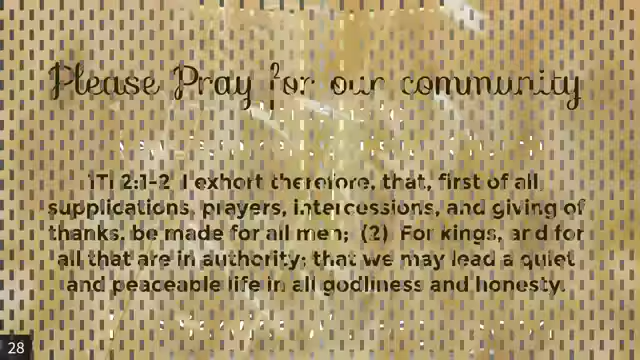 Please Pray for our community
1Ti 2:1-2 I exhort therefore, that, first of all
supplications, prayers, intercessions, and giving of
thanks, be made for all men; (2) For kings, and for
all that are in authority; that we may lead a quiet
and peaceable life in all godliness and honesty.
28